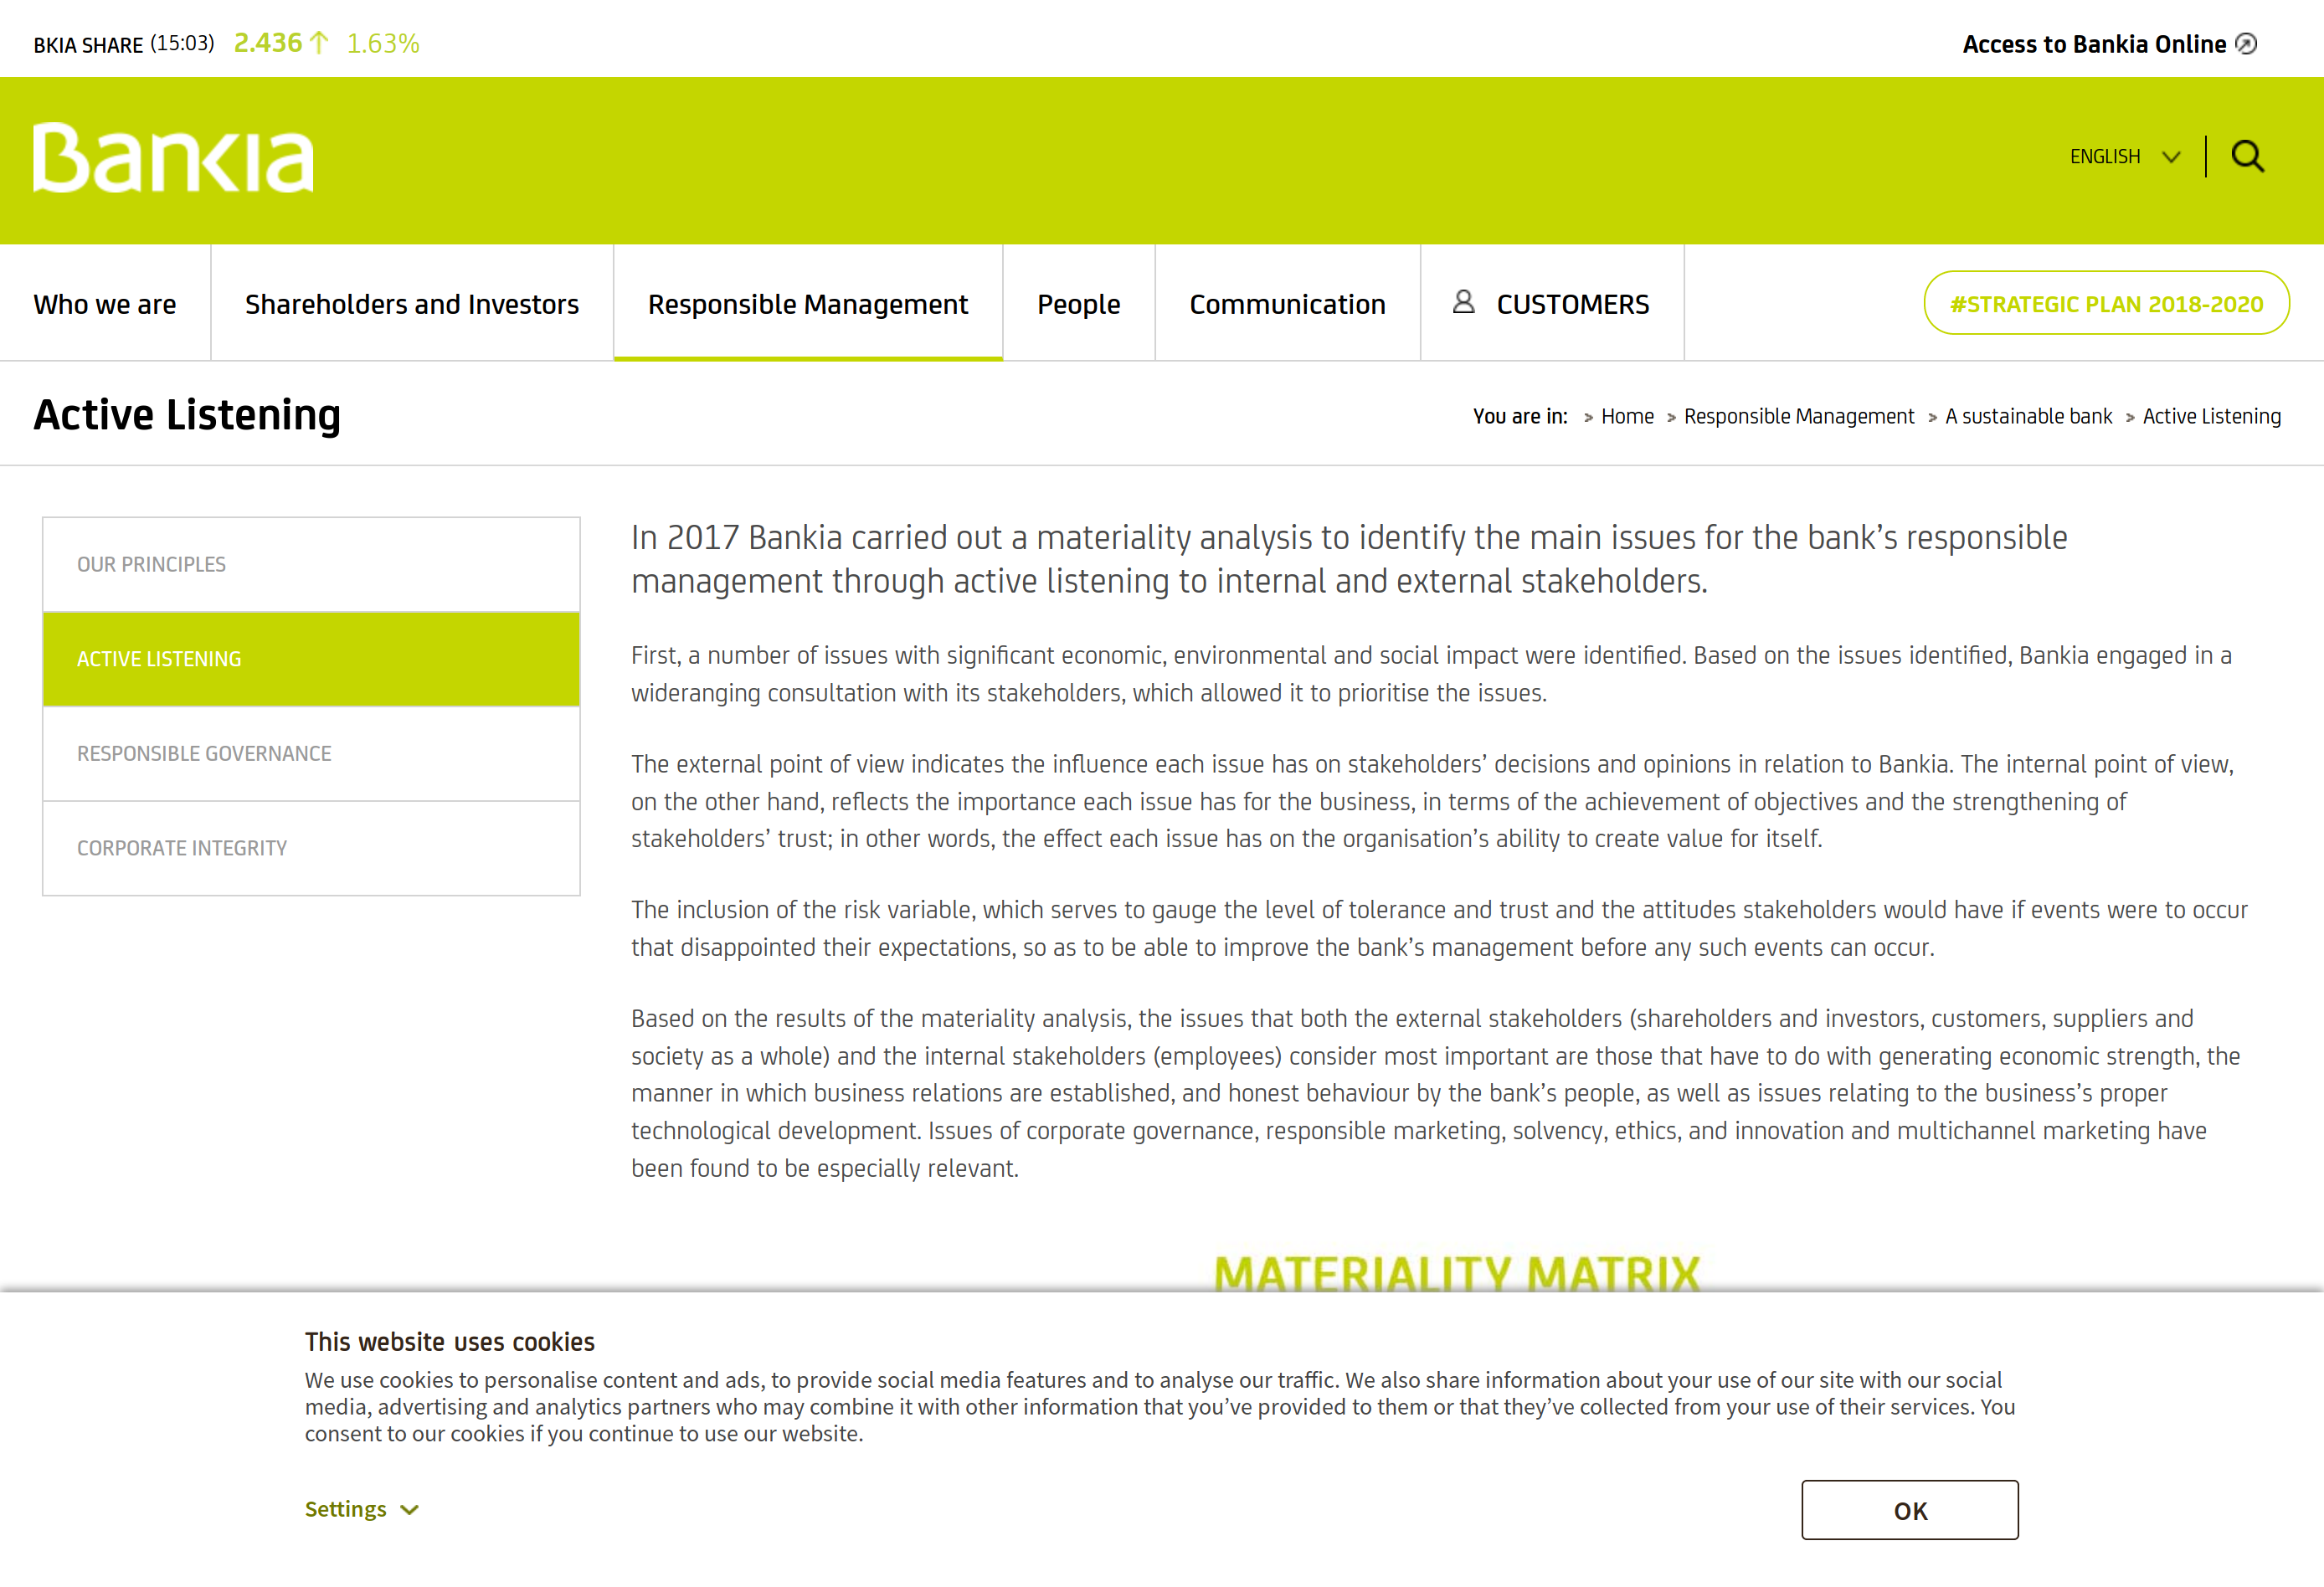 BKIA SHARE (15:03) 2.436 1.63%
Access to Bankia Online
Bankia
ENGLISH
Who we are
Shareholders and Investors
Responsible Management
People
Communication
CUSTOMERS
#STRATEGIC PLAN 2018-2020
Active Listening
You are in: > Home > Responsible Management > A sustainable bank > Active Listening
OUR PRINCIPLES
ACTIVE LISTENING
RESPONSIBLE GOVERNANCE
CORPORATE INTEGRITY
In 2017 Bankia carried out a materiality analysis to identify the main issues for the bank’s responsible
management through active listening to internal and external stakeholders.
First, a number of issues with significant economic, environmental and social impact were identified. Based on the issues identified, Bankia engaged in a
wideranging consultation with its stakeholders, which allowed it to prioritise the issues.
The external point of view indicates the influence each issue has on stakeholders’ decisions and opinions in relation to Bankia. The internal point of view,
on the other hand, reflects the importance each issue has for the business, in terms of the achievement of objectives and the strengthening of
stakeholders’ trust; in other words, the effect each issue has on the organisation’s ability to create value for itself.
The inclusion of the risk variable, which serves to gauge the level of tolerance and trust and the attitudes stakeholders would have if events were to occur
that disappointed their expectations, so as to be able to improve the bank’s management before any such events can occur.
Based on the results of the materiality analysis, the issues that both the external stakeholders (shareholders and investors, customers, suppliers and
society as a whole) and the internal stakeholders (employees) consider most important are those that have to do with generating economic strength, the
manner in which business relations are established, and honest behaviour by the bank’s people, as well as issues relating to the business’s proper
technological development. Issues of corporate governance, responsible marketing, solvency, ethics, and innovation and multichannel marketing have
been found to be especially relevant.
MATERIALITY MATRIX
This website uses cookies
We use cookies to personalise content and ads, to provide social media features and to analyse our traffic. We also share information about your use of our site with our social
media, advertising and analytics partners who may combine it with other information that you’ve provided to them or that they’ve collected from your use of their services. You
consent to our cookies if you continue to use our website.
Settings
OK